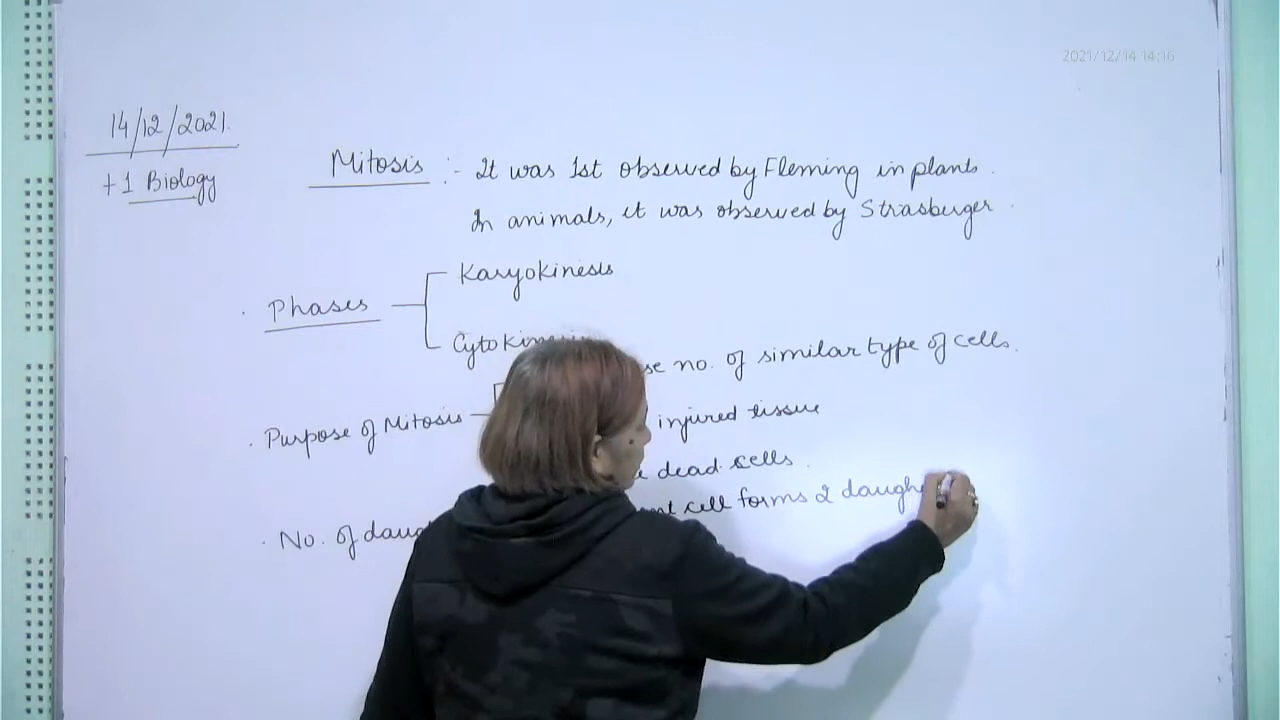 2021/12/14 14:16
14/12/2021.
+1 Biology
Mitosis :- It was 1st observed by Fleming in plants.
In animals, it was observed by Strasburger.
. Phases
Karyokinesis
no. of similar type of cells.
. Purpose of Mitosis
injured tissue
dead cells.
cell forms 2
. No. of